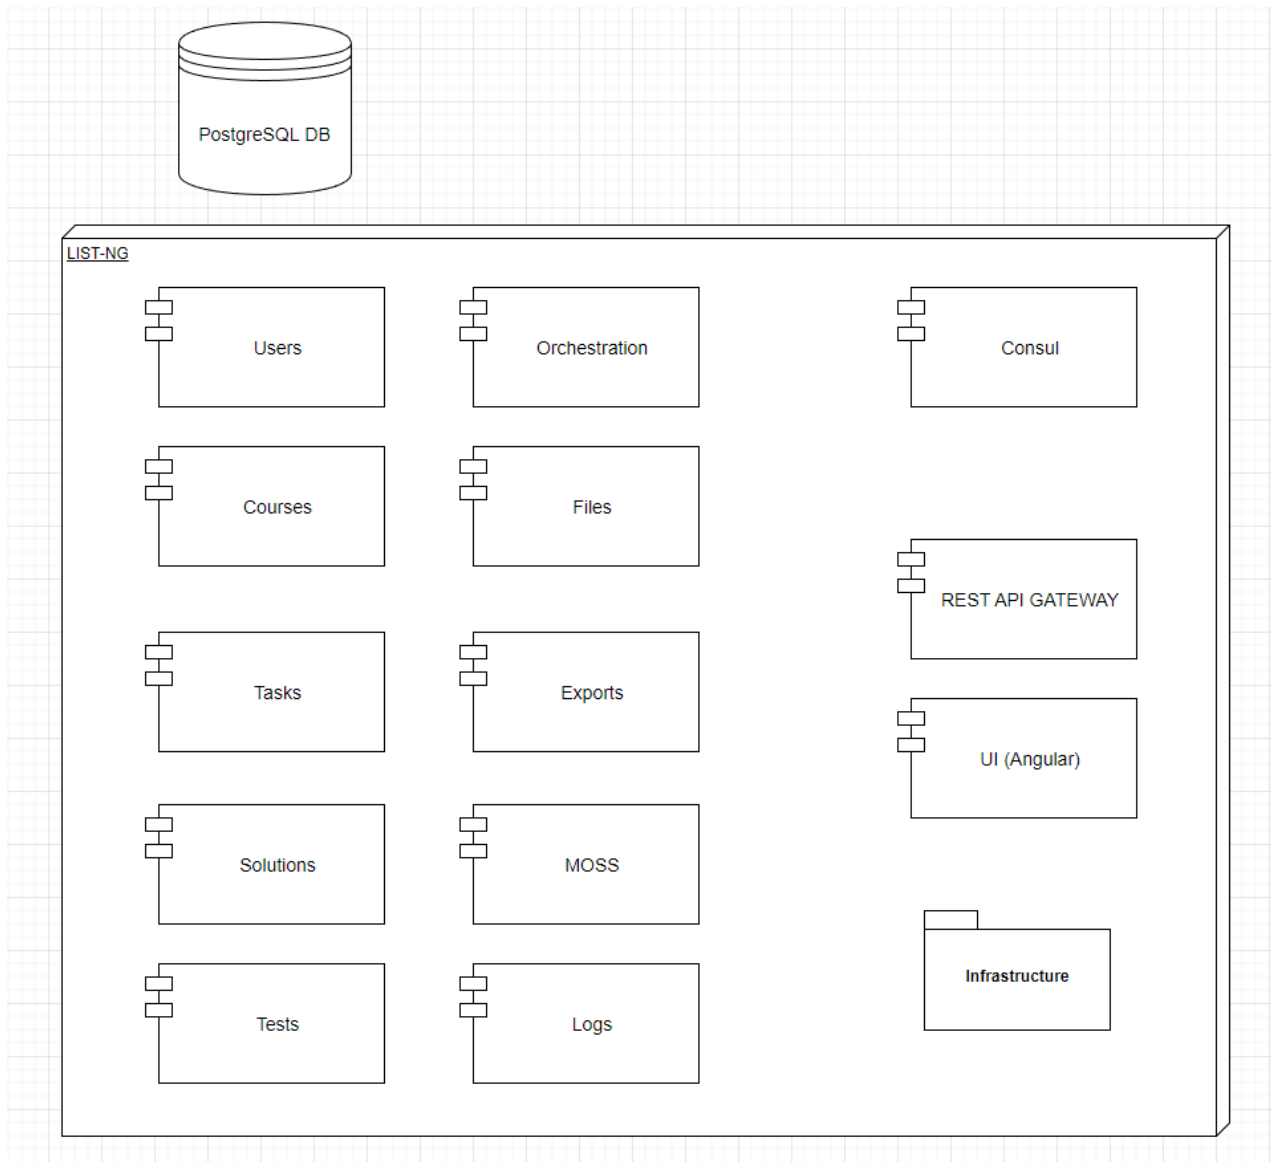 PostgreSQL DB
LIST-NG
Users
Orchestration
Consul
Courses
Files
REST API GATEWAY
Tasks
Exports
UI (Angular)
Solutions
MOSS
Infrastructure
Tests
Logs